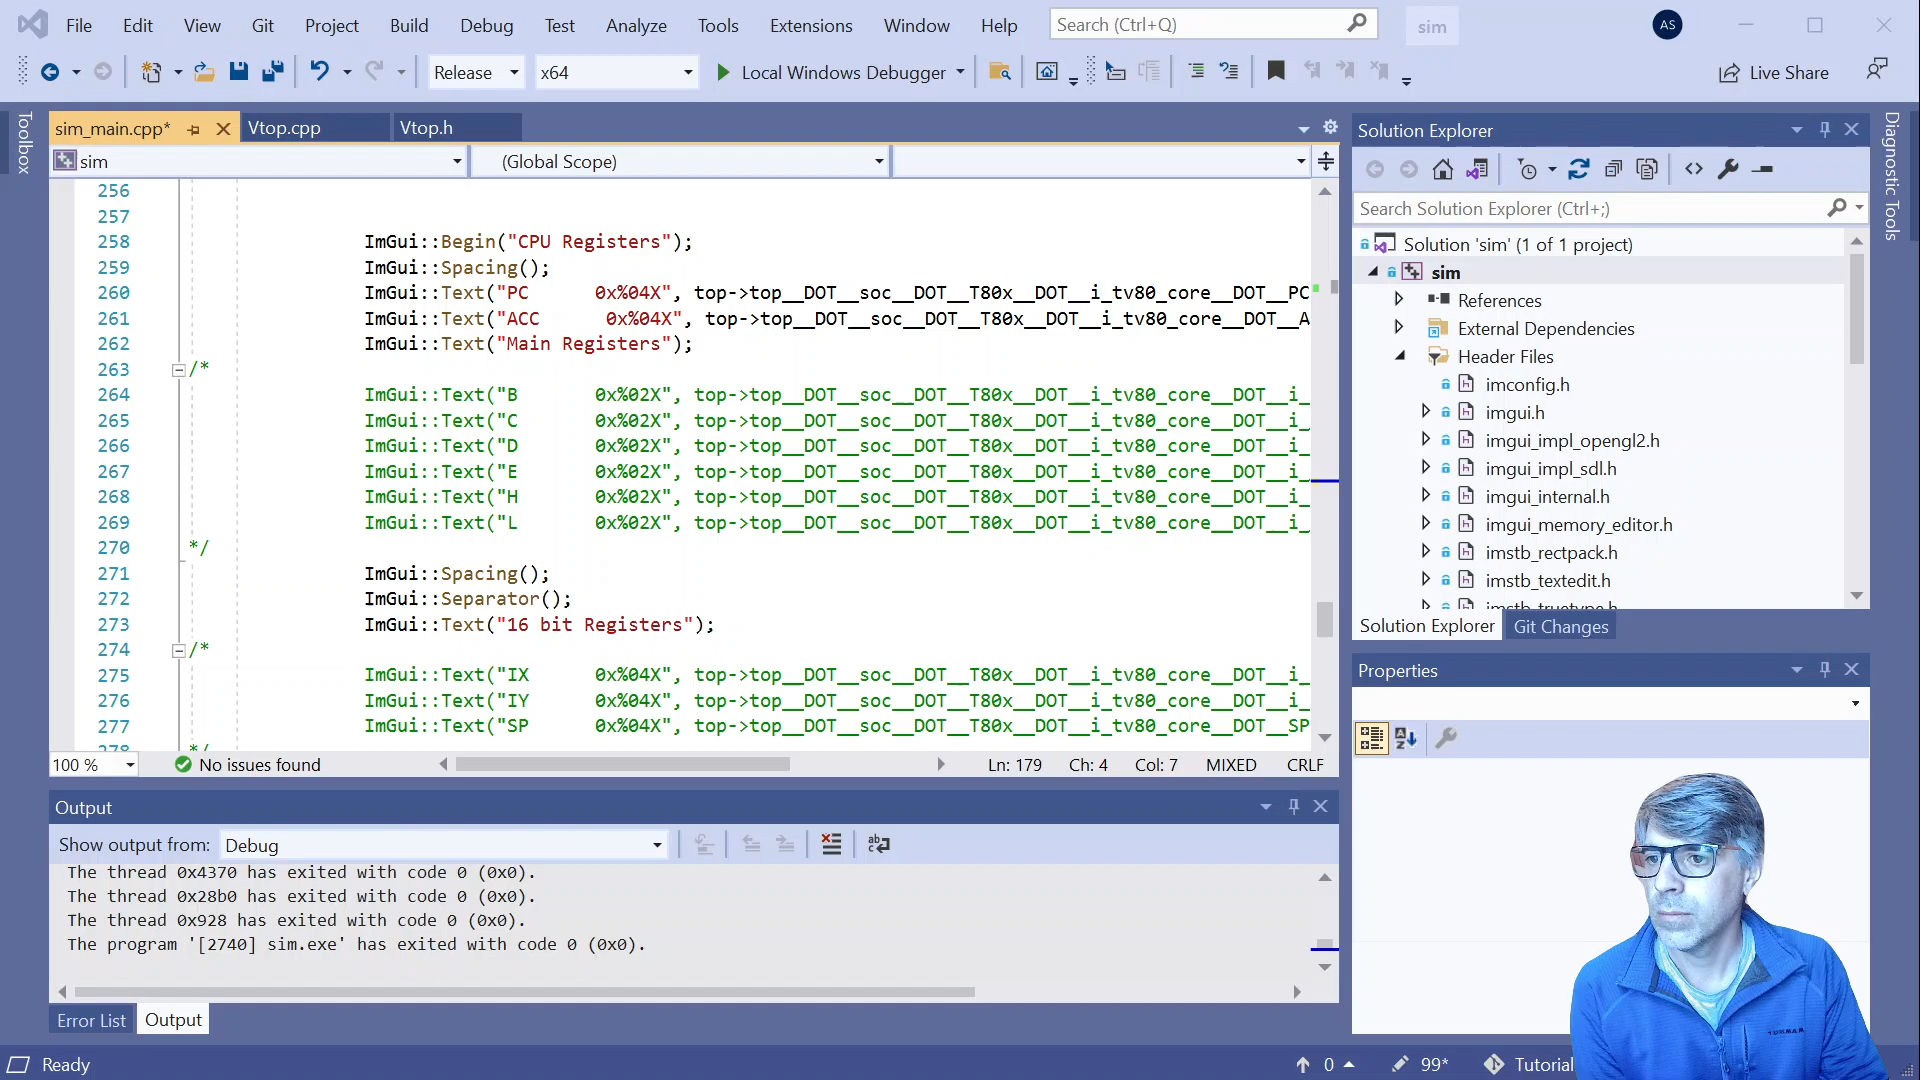 File Edit View Git Project Build Debug Test Analyze Tools Extensions Window Help Search (Ctrl+Q) sim AS
Release x64 Local Windows Debugger Live Share
Toolbox
sim_main.cpp* Vtop.cpp Vtop.h
sim (Global Scope)
256
257
258 ImGui::Begin("CPU Registers");
259 ImGui::Spacing();
260 ImGui::Text("PC 0x%04X", top->top__DOT__soc__DOT__T80x__DOT__i_tv80_core__DOT__PC
261 ImGui::Text("ACC 0x%04X", top->top__DOT__soc__DOT__T80x__DOT__i_tv80_core__DOT__A
262 ImGui::Text("Main Registers");
263 /*
264 ImGui::Text("B 0x%02X", top->top__DOT__soc__DOT__T80x__DOT__i_tv80_core__DOT__i_
265 ImGui::Text("C 0x%02X", top->top__DOT__soc__DOT__T80x__DOT__i_tv80_core__DOT__i_
266 ImGui::Text("D 0x%02X", top->top__DOT__soc__DOT__T80x__DOT__i_tv80_core__DOT__i_
267 ImGui::Text("E 0x%02X", top->top__DOT__soc__DOT__T80x__DOT__i_tv80_core__DOT__i_
268 ImGui::Text("H 0x%02X", top->top__DOT__soc__DOT__T80x__DOT__i_tv80_core__DOT__i_
269 ImGui::Text("L 0x%02X", top->top__DOT__soc__DOT__T80x__DOT__i_tv80_core__DOT__i_
270 */
271 ImGui::Spacing();
272 ImGui::Separator();
273 ImGui::Text("16 bit Registers");
274 /*
275 ImGui::Text("IX 0x%04X", top->top__DOT__soc__DOT__T80x__DOT__i_tv80_core__DOT__i_
276 ImGui::Text("IY 0x%04X", top->top__DOT__soc__DOT__T80x__DOT__i_tv80_core__DOT__i_
277 ImGui::Text("SP 0x%04X", top->top__DOT__soc__DOT__T80x__DOT__i_tv80_core__DOT__SP
278 */
100 % No issues found Ln: 179 Ch: 4 Col: 7 MIXED CRLF
Output
Show output from: Debug
The thread 0x4370 has exited with code 0 (0x0).
The thread 0x28b0 has exited with code 0 (0x0).
The thread 0x928 has exited with code 0 (0x0).
The program '[2740] sim.exe' has exited with code 0 (0x0).
Error List Output
Solution Explorer
Search Solution Explorer (Ctrl+;)
Solution 'sim' (1 of 1 project)
sim
References
External Dependencies
Header Files
imconfig.h
imgui.h
imgui_impl_opengl2.h
imgui_impl_sdl.h
imgui_internal.h
imgui_memory_editor.h
imstb_rectpack.h
imstb_textedit.h
imstb_truetype.h
Solution Explorer Git Changes
Properties
Diagnostic Tools
Ready 0 99* Tutorial